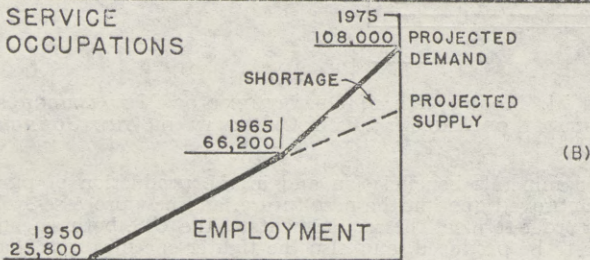 SERVICE
OCCUPATIONS
1975
108,000
PROJECTED
DEMAND
SHORTAGE
PROJECTED
SUPPLY
1965
66,200
(B)
1950
25,800
EMPLOYMENT